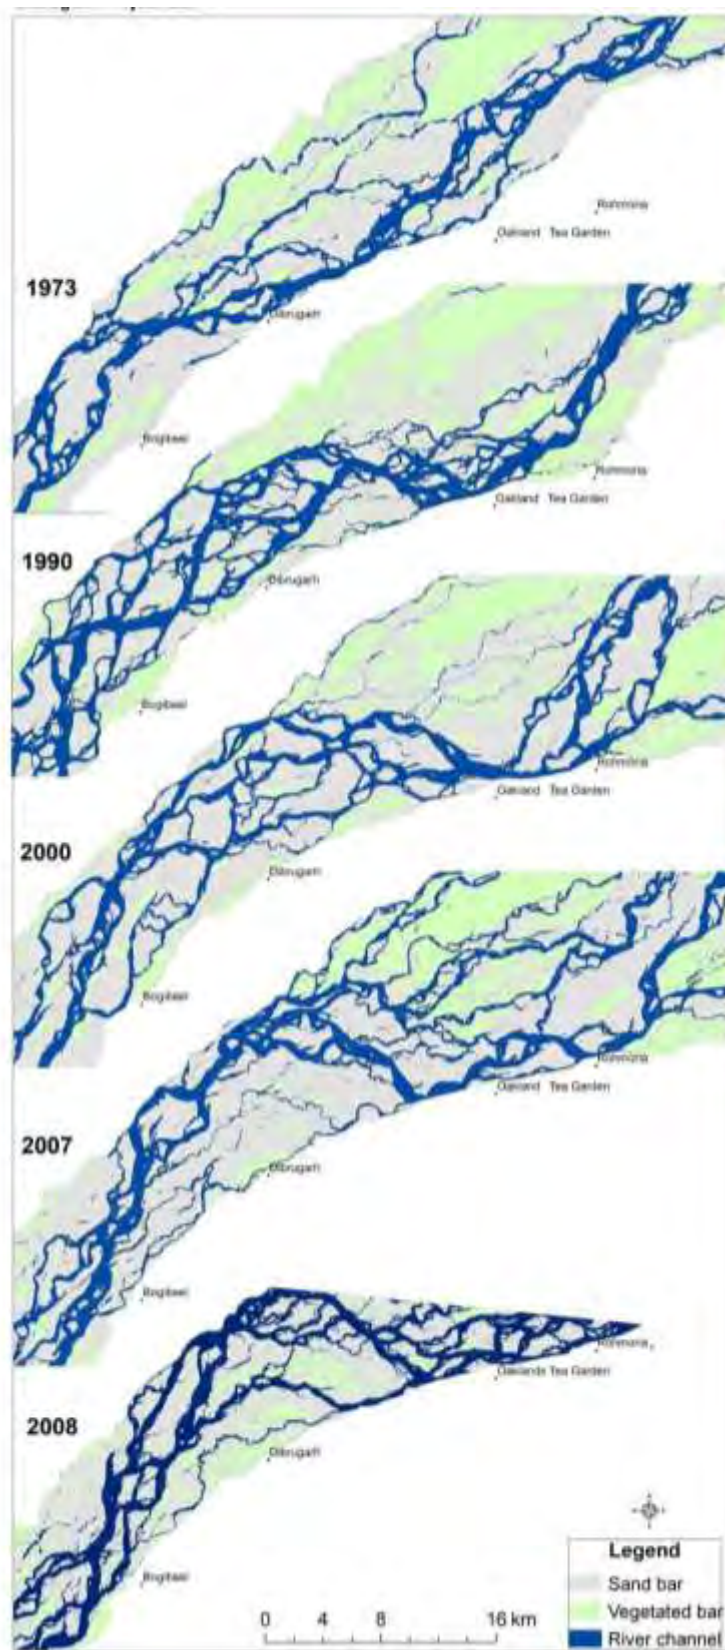 Rohmoria
Oakland Tea Garden
1973
Dibrugarh
Bogibeel
Rohmoria
Oakland Tea Garden
1990
Dibrugarh
Bogibeel
Rohmoria
Oakland Tea Garden
2000
Dibrugarh
Bogibeel
Rohmoria
Oakland Tea Garden
2007
Dibrugarh
Bogibeel
Rohmoria
Oaklands Tea Garden
2008
Dibrugarh
Bogibeel
Legend
Sand bar
Vegetated bar
River channel
0 4 8 16 km